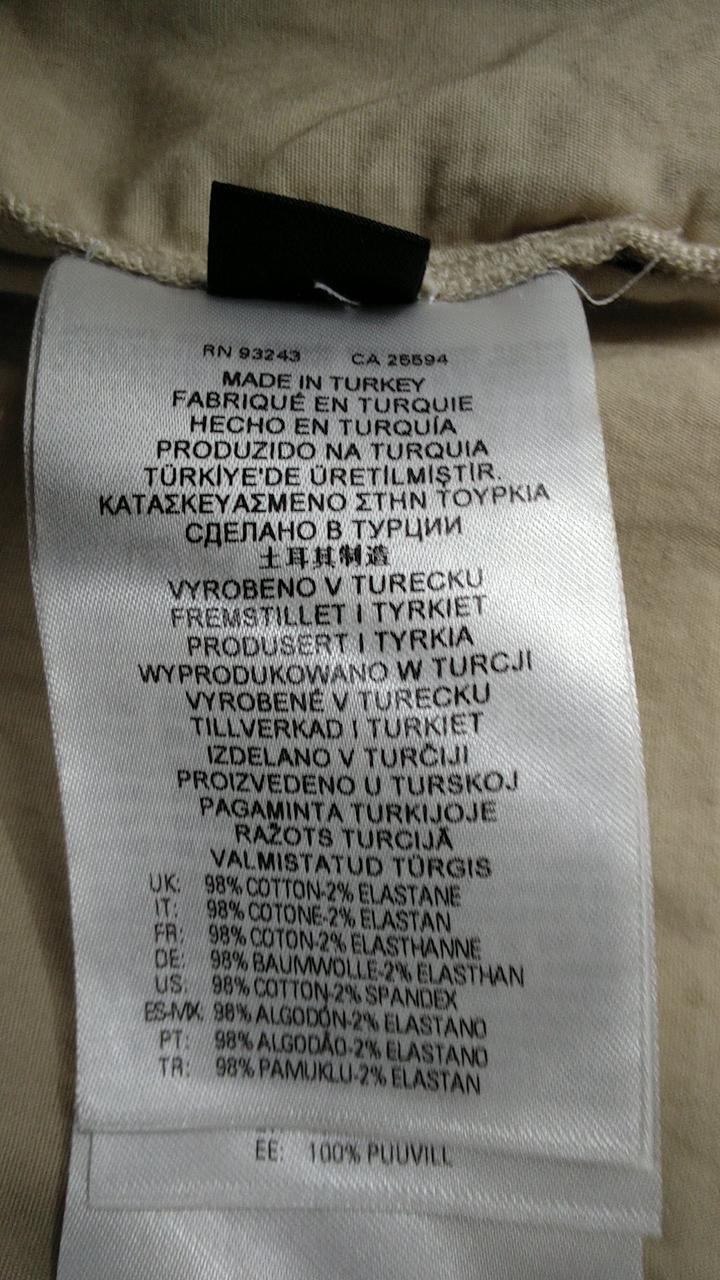 RN 93243 CA 25594
MADE IN TURKEY
FABRIQUÉ EN TURQUIE
HECHO EN TURQUÍA
PRODUZIDO NA TURQUIA
TÜRKİYE'DE ÜRETİLMİŞTİR.
ΚΑΤΑΣΚΕΥΑΣΜΕΝΟ ΣΤΗΝ ΤΟΥΡΚΙΑ
СДЕЛАНО В ТУРЦИИ
土耳其制造
VYROBENO V TURECKU
FREMSTILLET I TYRKIET
PRODUSERT I TYRKIA
WYPRODUKOWANO W TURCJI
VYROBENÉ V TURECKU
TILLVERKAD I TURKIET
IZDELANO V TURČIJI
PROIZVEDENO U TURSKOJ
PAGAMINTA TURKIJOJE
RAŽOTS TURCIJĀ
VALMISTATUD TÜRGIS
UK: 98% COTTON-2% ELASTANE
IT: 98% COTONE-2% ELASTAN
FR: 98% COTON-2% ELASTHANNE
DE: 98% BAUMWOLLE-2% ELASTHAN
US: 98% COTTON-2% SPANDEX
ES-MX: 98% ALGODÓN-2% ELASTANO
PT: 98% ALGODÃO-2% ELASTANO
TR: 98% PAMUKLU-2% ELASTAN
EE: 100% PUUVILL